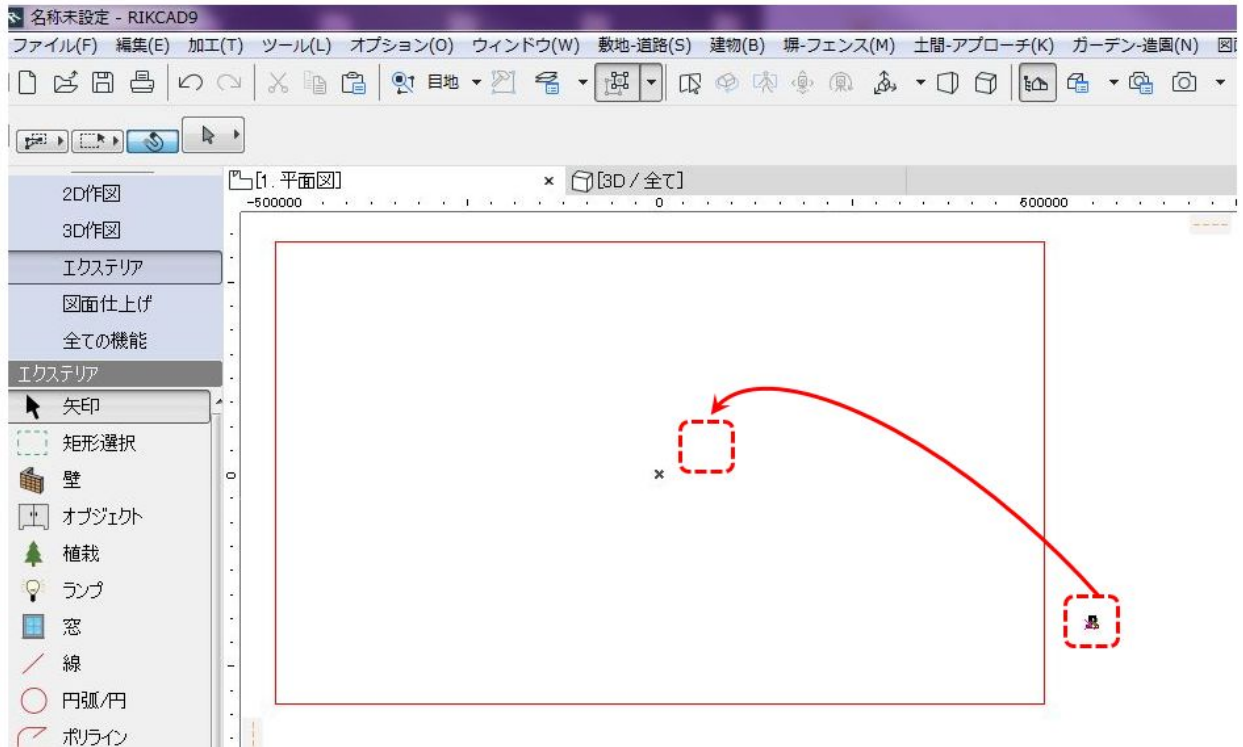 名称未設定 - RIKCAD9
ファイル(F) 編集(E) 加工(T) ツール(L) オプション(O) ウィンドウ(W) 敷地-道路(S) 建物(B) 塀-フェンス(M) 土間-アプローチ(K) ガーデン-造園(N)
目地
[1. 平面図] × [3D / 全て]
2D作図
-500000 0 500000
3D作図
エクステリア
図面仕上げ
全ての機能
エクステリア
矢印
矩形選択
壁 0
オブジェクト
植栽
ランプ
窓
線
円弧/円
ポリライン